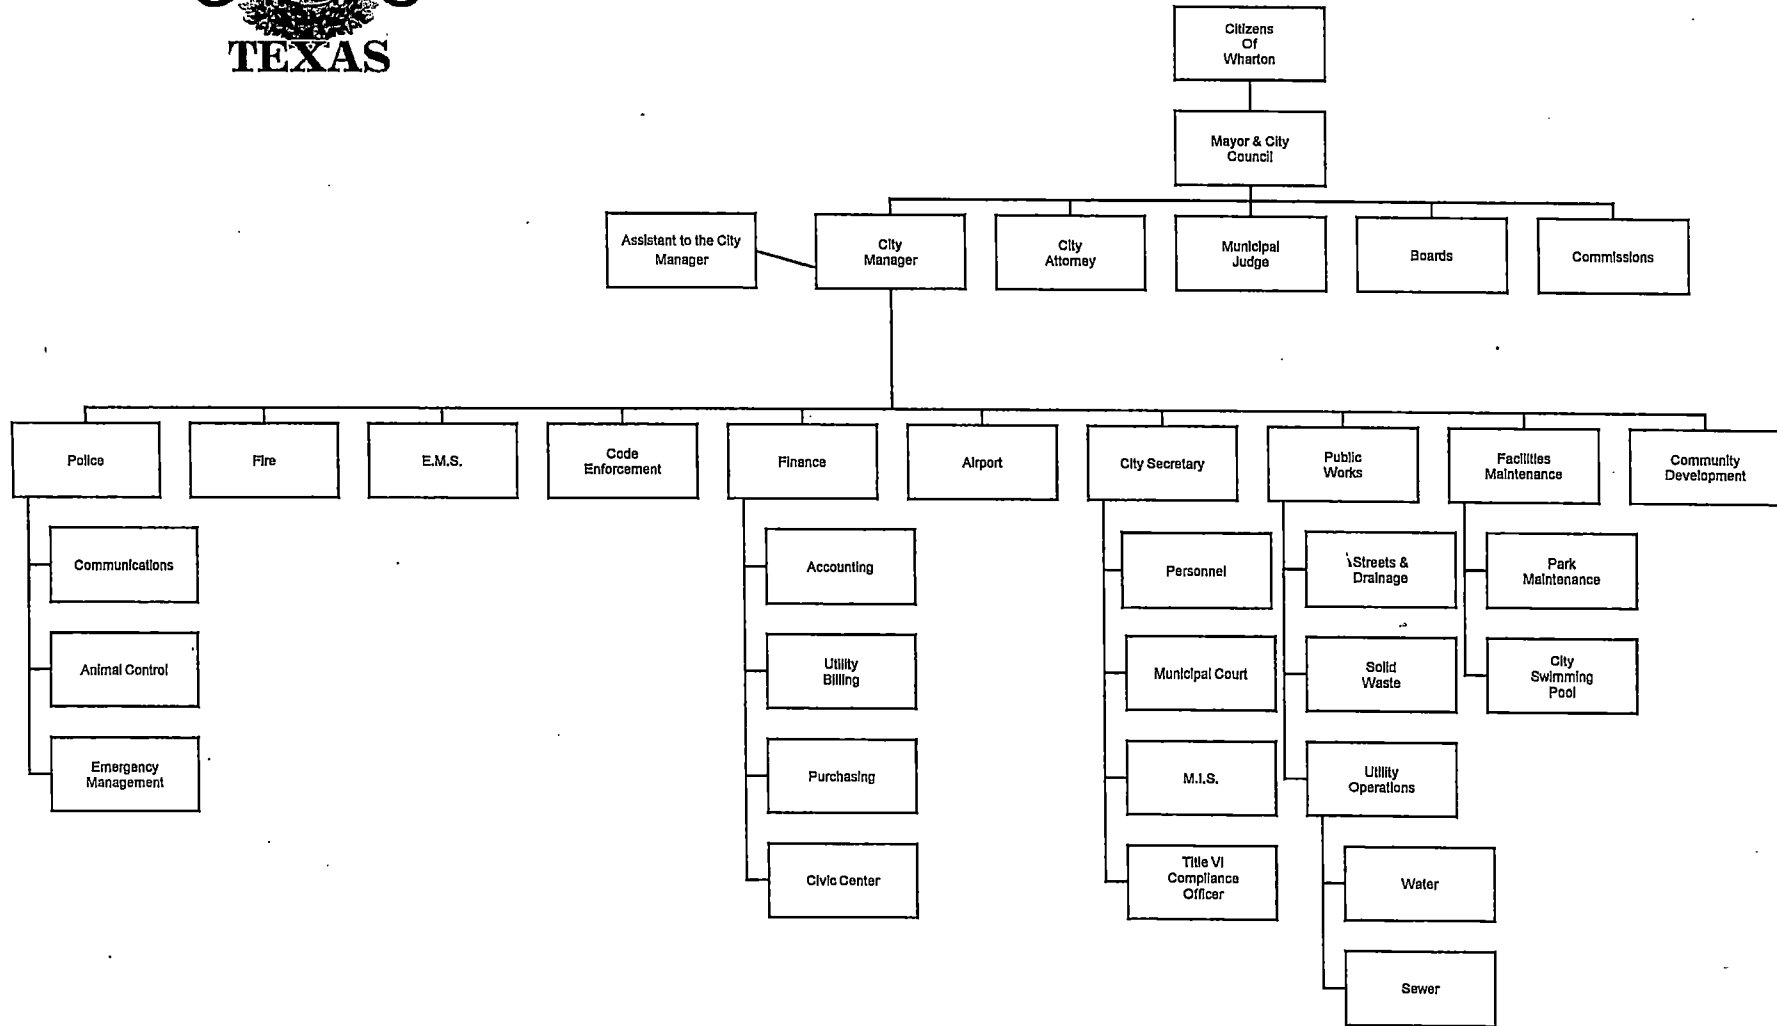 TEXAS
Citizens
Of
Wharton
Mayor & City
Council
Assistant to the City
Manager
City
Manager
City
Attorney
Municipal
Judge
Boards
Commissions
Police
Fire
E.M.S.
Code
Enforcement
Finance
Airport
City Secretary
Public
Works
Facilities
Maintenance
Community
Development
Communications
Animal Control
Emergency
Management
Accounting
Utility
Billing
Purchasing
Civic Center
Personnel
Municipal Court
M.I.S.
Title VI
Compliance
Officer
Streets &
Drainage
Solid
Waste
Utility
Operations
Water
Sewer
Park
Maintenance
City
Swimming
Pool